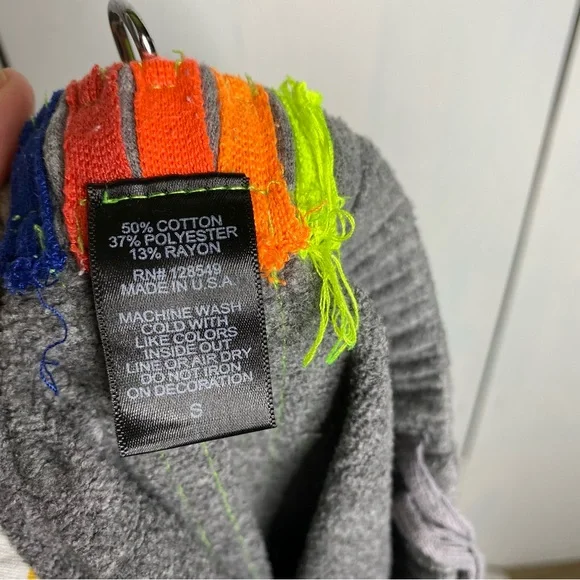 50% COTTON
37% POLYESTER
13% RAYON
RN# 128549
MADE IN U.S.A.
MACHINE WASH
COLD WITH
LIKE COLORS
INSIDE OUT
LINE OR AIR DRY
DO NOT IRON
ON DECORATION
S